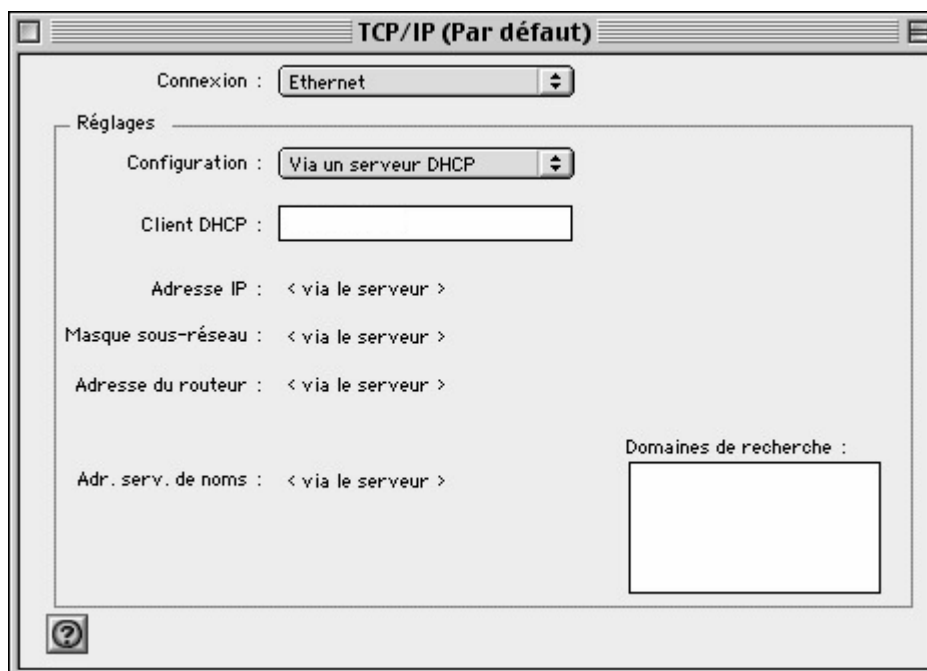 TCP/IP (Par défaut)
Connexion : Ethernet
Réglages
Configuration : Via un serveur DHCP
Client DHCP :
Adresse IP : < via le serveur >
Masque sous-réseau : < via le serveur >
Adresse du routeur : < via le serveur >
Domaines de recherche :
Adr. serv. de noms : < via le serveur >
?